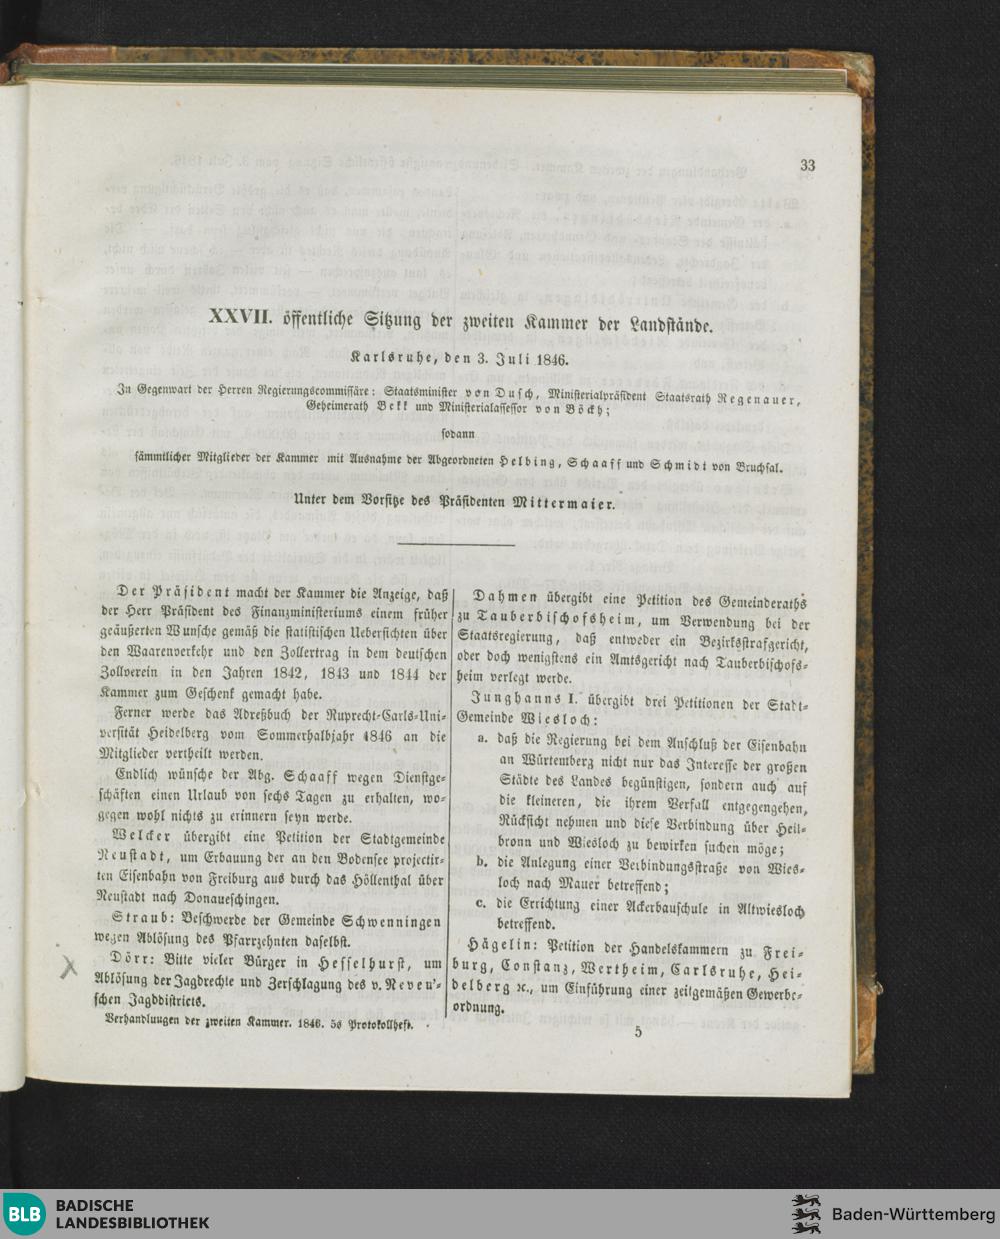 33
XXVII. öffentliche Sitzung der zweiten Kammer der Landstände.
Karlsruhe, den 3. Juli 1846.
In Gegenwart der Herren Regierungscommissäre: Staatsminister von Dusch, Ministerialpräsident Staatsrath Regenauer,
Geheimerath Bekk und Ministerialassessor von Böckh;
sodann
sämmtlicher Mitglieder der Kammer mit Ausnahme der Abgeordneten Helbing, Schaaff und Schmidt von Bruchsal.
Unter dem Vorsitze des Präsidenten Mittermaier.
Der Präsident macht der Kammer die Anzeige, daß
der Herr Präsident des Finanzministeriums einem früher
geäußerten Wunsche gemäß die statistischen Uebersichten über
den Waarenverkehr und den Zollertrag in dem deutschen
Zollverein in den Jahren 1842, 1843 und 1844 der
Kammer zum Geschenk gemacht habe.
Ferner werde das Adreßbuch der Ruprecht-Carls-Uni-
versität Heidelberg vom Sommerhalbjahr 1846 an die
Mitglieder vertheilt werden.
Endlich wünsche der Abg. Schaaff wegen Dienstge-
schäften einen Urlaub von sechs Tagen zu erhalten, wo-
gegen wohl nichts zu erinnern seyn werde.
Welcker übergibt eine Petition der Stadtgemeinde
Neustadt, um Erbauung der an den Bodensee projectir-
ten Eisenbahn von Freiburg aus durch das Höllenthal über
Neustadt nach Donaueschingen.
Straub: Beschwerde der Gemeinde Schwenningen
wegen Ablösung des Pfarrzehnten daselbst.
Dörr: Bitte vieler Bürger in Hesselhurst, um
Ablösung der Jagdrechte und Zerschlagung des v. Neveu'-
schen Jagddistriets.
Verhandlungen der zweiten Kammer. 1846. 5s Protokollheft.
Dahmen übergibt eine Petition des Gemeinderaths
zu Tauberbischofsheim, um Verwendung bei der
Staatsregierung, daß entweder ein Bezirksstrafgericht,
oder doch wenigstens ein Amtsgericht nach Tauberbischofs-
heim verlegt werde.
Junghanns I. übergibt drei Petitionen der Stadt-
Gemeinde Wiesloch:
a. daß die Regierung bei dem Anschluß der Eisenbahn
an Würtemberg nicht nur das Interesse der großen
Städte des Landes begünstigen, sondern auch auf
die kleineren, die ihrem Verfall entgegengehen,
Rücksicht nehmen und diese Verbindung über Heil-
bronn und Wiesloch zu bewirken suchen möge;
b. die Anlegung einer Verbindungsstraße von Wies-
loch nach Mauer betreffend;
c. die Errichtung einer Ackerbauschule in Altwiesloch
betreffend.
Hägelin: Petition der Handelskammern zu Frei-
burg, Constanz, Wertheim, Carlsruhe, Hei-
delberg ꝛc., um Einführung einer zeitgemäßen Gewerbe-
ordnung.
5
BLB BADISCHE
LANDESBIBLIOTHEK
Baden-Württemberg